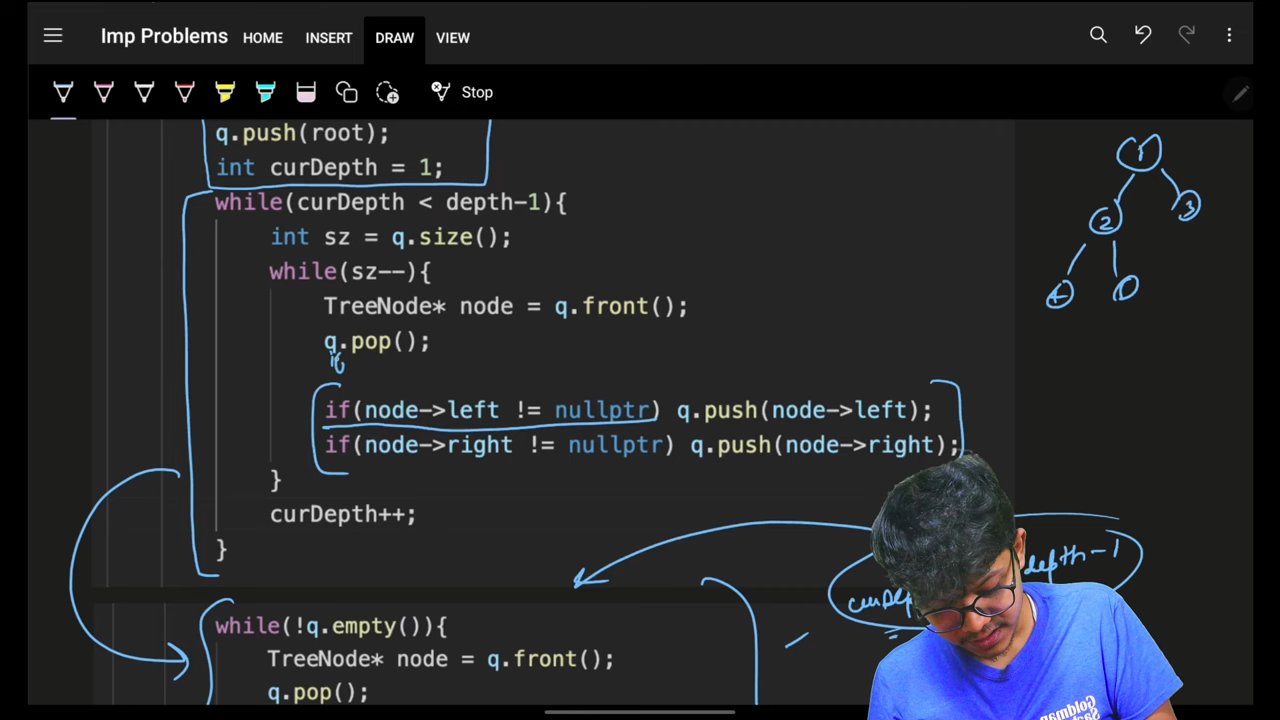 Imp Problems HOME INSERT DRAW VIEW
Stop
q.push(root);
int curDepth = 1;
while(curDepth < depth-1){
int sz = q.size();
while(sz--){
TreeNode* node = q.front();
q.pop();
if(node->left != nullptr) q.push(node->left);
if(node->right != nullptr) q.push(node->right);
}
curDepth++;
}
while(!q.empty()){
TreeNode* node = q.front();
q.pop();
1
2
3
4
depth-1
Goldman